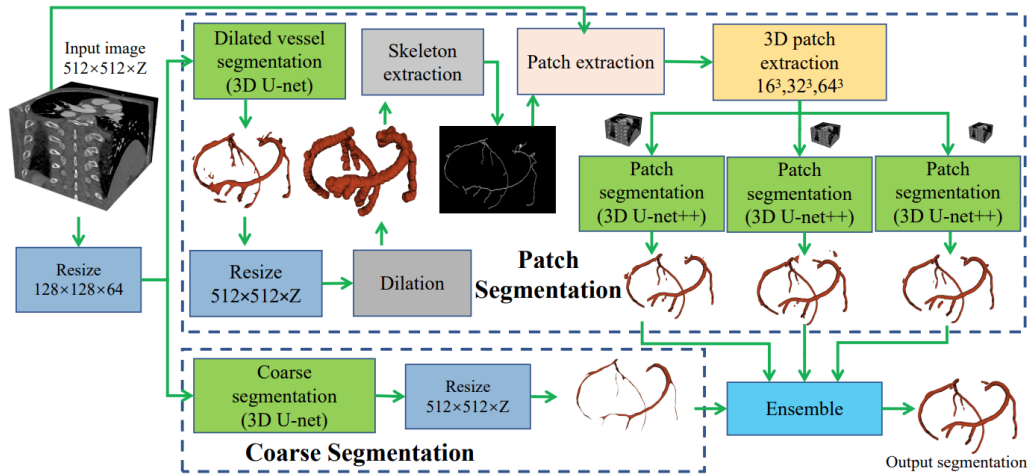 Input image
512×512×Z
Dilated vessel
segmentation
(3D U-net)
Skeleton
extraction
Patch extraction
3D patch
extraction
16³,32³,64³
Patch
segmentation
(3D U-net++)
Patch
segmentation
(3D U-net++)
Patch
segmentation
(3D U-net++)
Resize
128×128×64
Resize
512×512×Z
Dilation
Patch
Segmentation
Coarse
segmentation
(3D U-net)
Resize
512×512×Z
Ensemble
Coarse Segmentation
Output segmentation